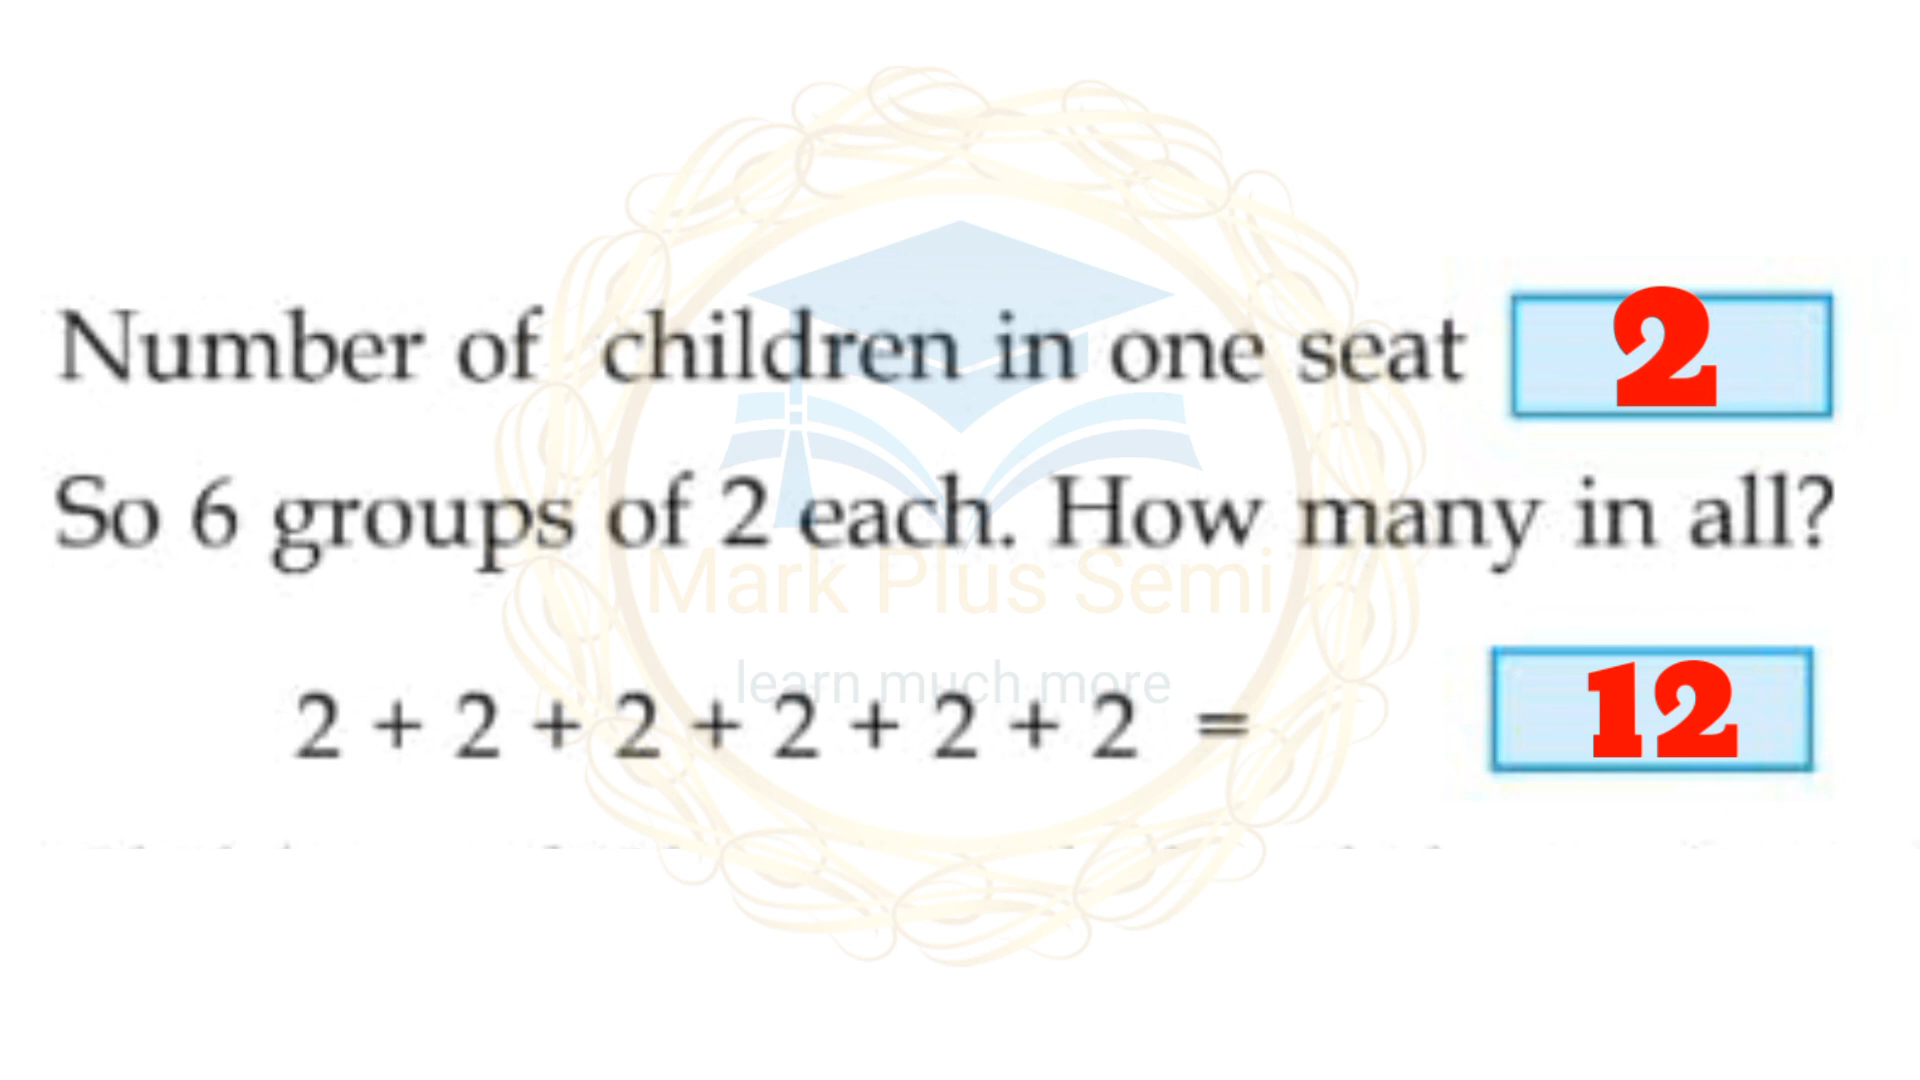 Number of children in one seat 2
So 6 groups of 2 each. How many in all?
Mark Plus Semi
learn much more
2 + 2 + 2 + 2 + 2 + 2 = 12